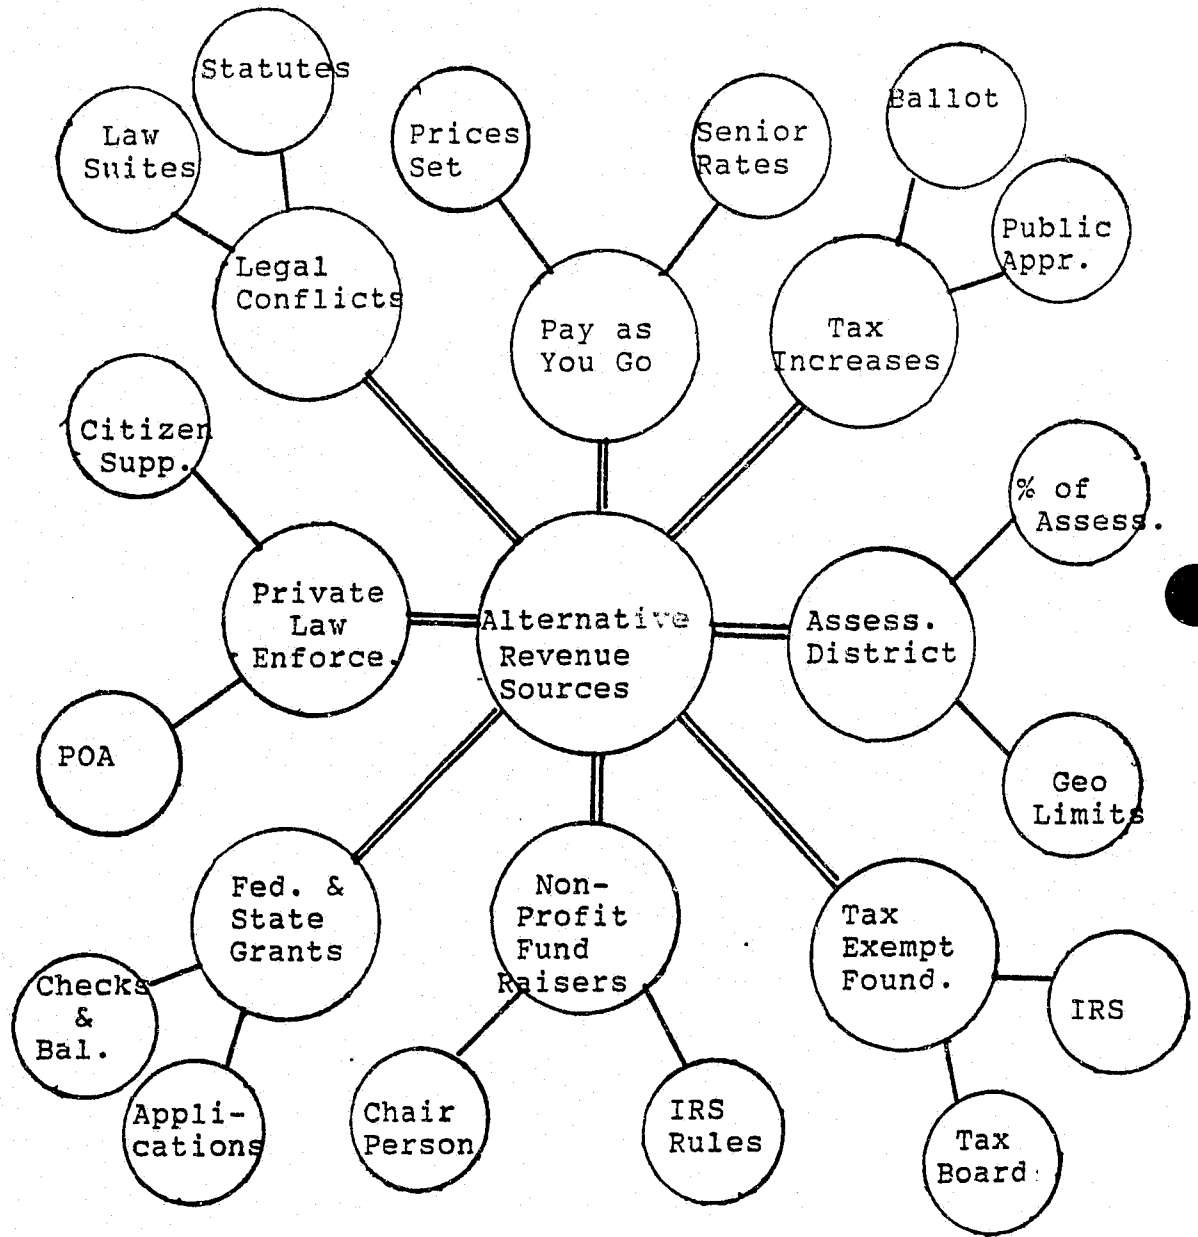 Statutes
Law
Suites
Prices
Set
Senior
Rates
Ballot
Public
Appr.
Legal
Conflicts
Pay as
You Go
Tax
Increases
Citizen
Supp.
% of
Assess.
Private
Law
Enforce.
Alternative
Revenue
Sources
Assess.
District
POA
Geo
Limits
Fed. &
State
Grants
Non-
Profit
Fund
Raisers
Tax
Exempt
Found.
Checks
&
Bal.
IRS
Appli-
cations
Chair
Person
IRS
Rules
Tax
Board